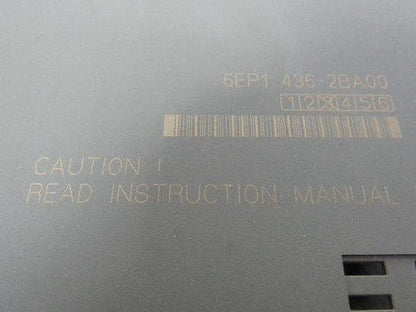 6EP1 436-2BA00
1 2 X 4 5 6
CAUTION !
READ INSTRUCTION MANUAL